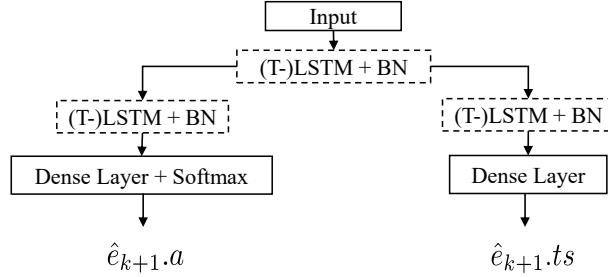 Input
(T-)LSTM + BN
(T-)LSTM + BN
(T-)LSTM + BN
Dense Layer + Softmax
Dense Layer
ê_{k+1}.a
ê_{k+1}.ts